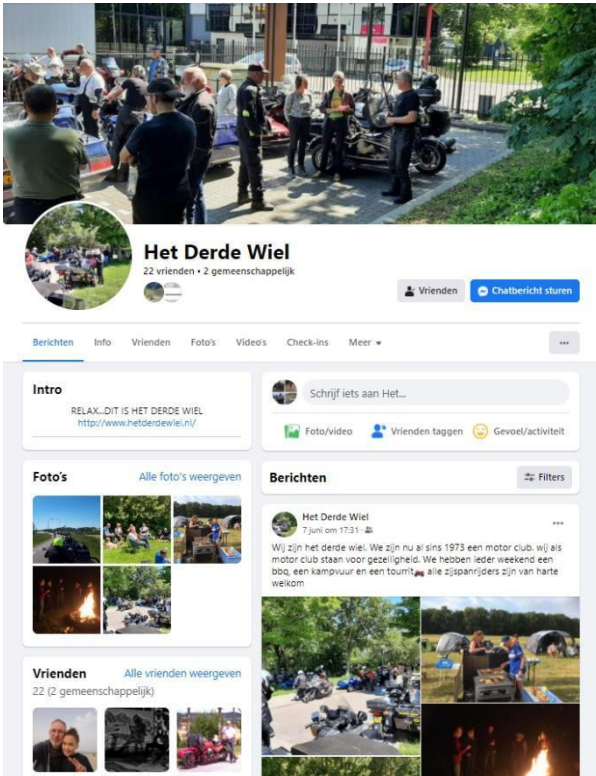 Het Derde Wiel
22 vrienden • 2 gemeenschappelijk
Vrienden
Chatbericht sturen
Berichten
Info
Vrienden
Foto's
Video's
Check-ins
Meer
Intro
RELAX...DIT IS HET DERDE WIEL
http://www.hetderdewiel.nl/
Schrijf iets aan Het...
Foto/video
Vrienden taggen
Gevoel/activiteit
Foto's
Alle foto's weergeven
Berichten
Filters
Het Derde Wiel
7 juni om 17:31 ·
Wij zijn het derde wiel. We zijn nu al sins 1973 een motor club. wij als
motor club staan voor gezelligheid. We hebben ieder weekend een
bbq, een kampvuur en een tourrit, alle zijspanrijders zijn van harte
welkom
Vrienden
Alle vrienden weergeven
22 (2 gemeenschappelijk)